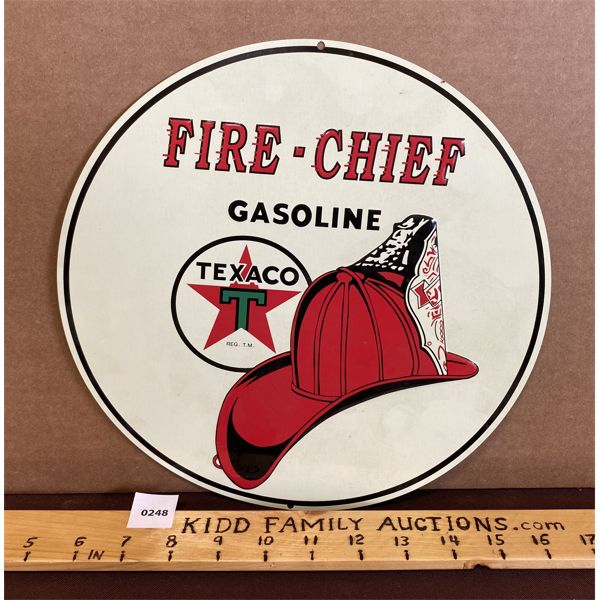 FIRE-CHIEF
GASOLINE
TEXACO
T
REG. T.M.
0248
KIDD FAMILY AUCTIONS.com
5 6 IN 7 8 9 10 11 12 13 14 15 16 17